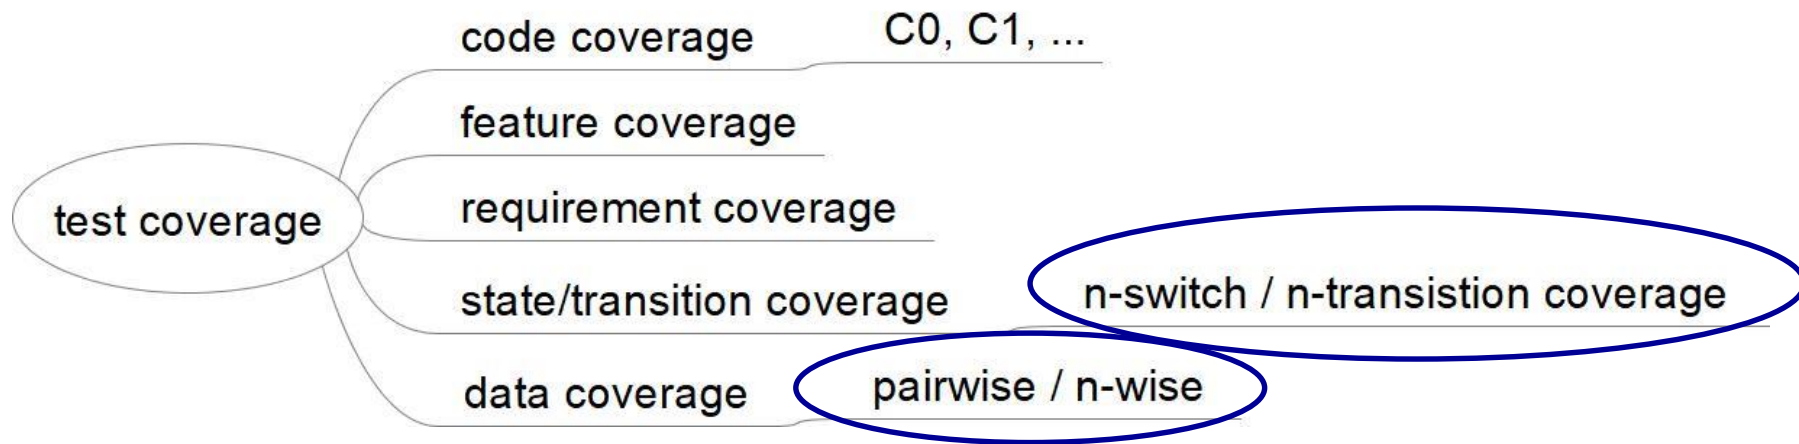 code coverage
C0, C1, ...
feature coverage
test coverage
requirement coverage
state/transition coverage
n-switch / n-transistion coverage
data coverage
pairwise / n-wise